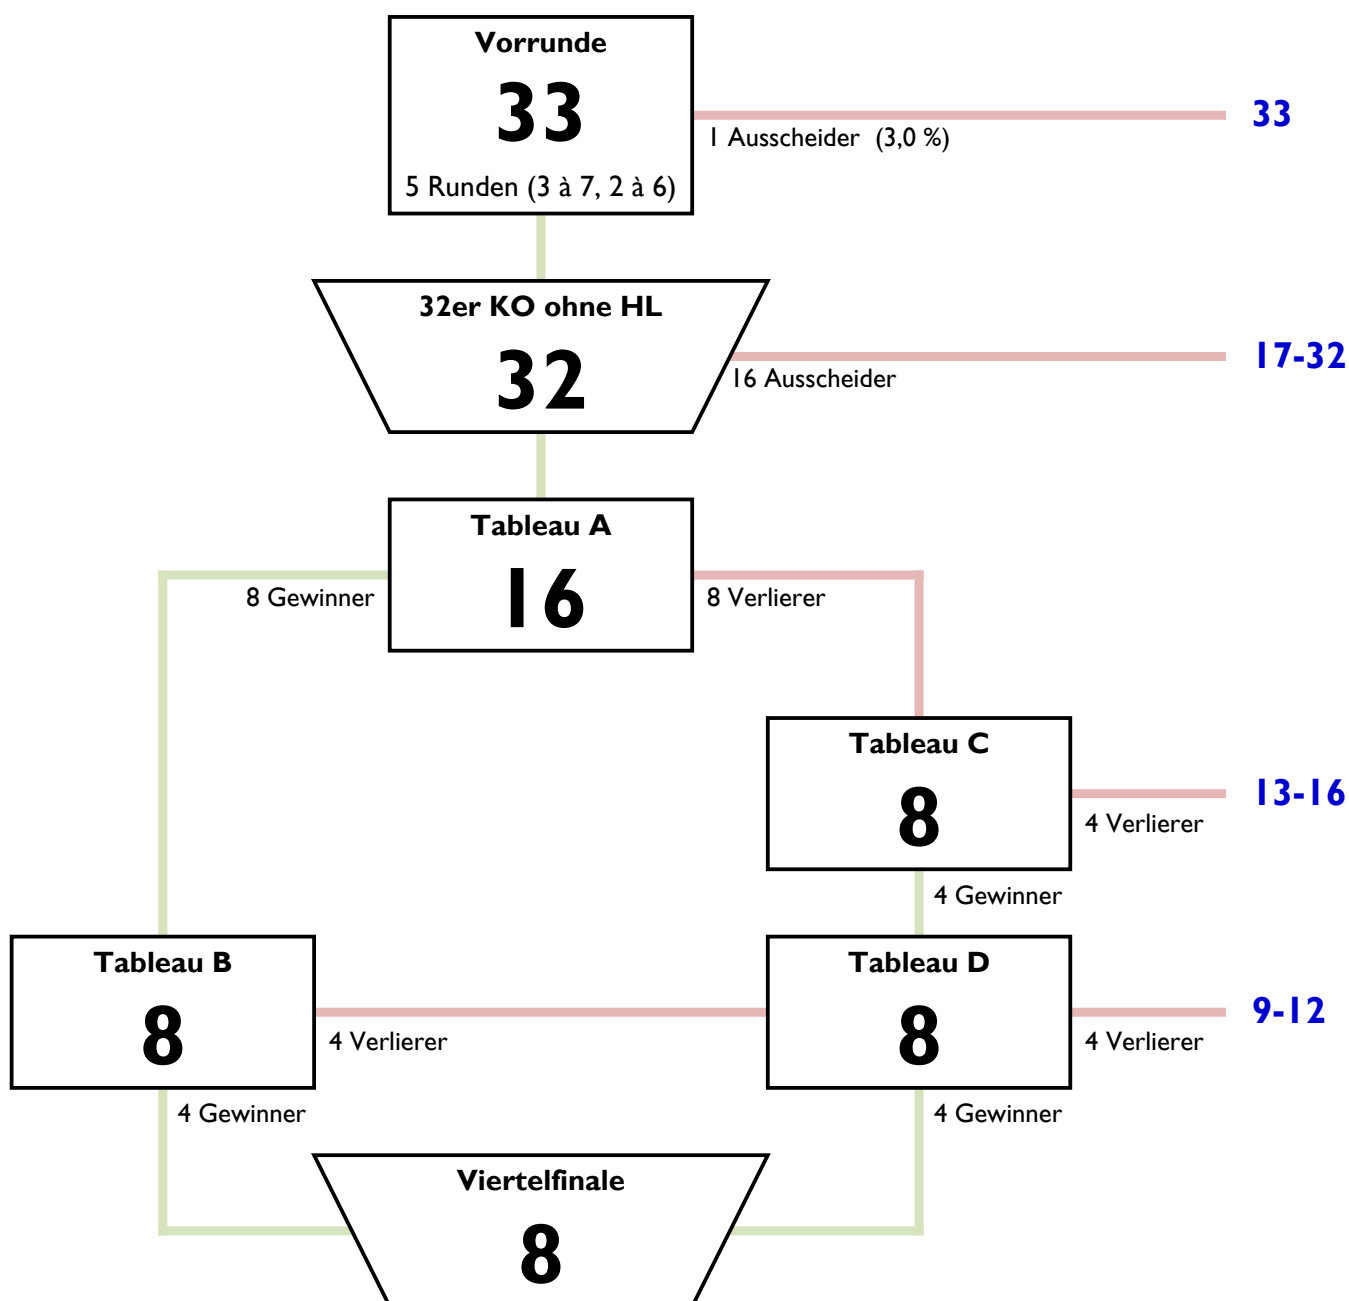 Vorrunde
33
5 Runden (3 à 7, 2 à 6)
1 Ausscheider (3,0 %)
33
32er KO ohne HL
32
16 Ausscheider
17-32
Tableau A
16
8 Gewinner
8 Verlierer
Tableau C
8
4 Verlierer
13-16
4 Gewinner
Tableau B
8
4 Verlierer
Tableau D
8
4 Verlierer
9-12
4 Gewinner
4 Gewinner
Viertelfinale
8